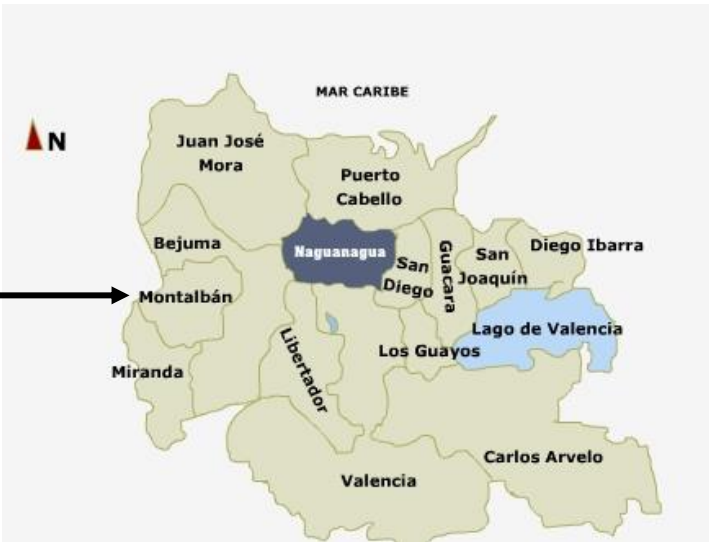 MAR CARIBE
N
Juan José
Mora
Puerto
Cabello
Bejuma
Naguanagua
San
Diego
Guacara
San
Joaquín
Diego Ibarra
Montalbán
Lago de Valencia
Libertador
Los Guayos
Miranda
Carlos Arvelo
Valencia